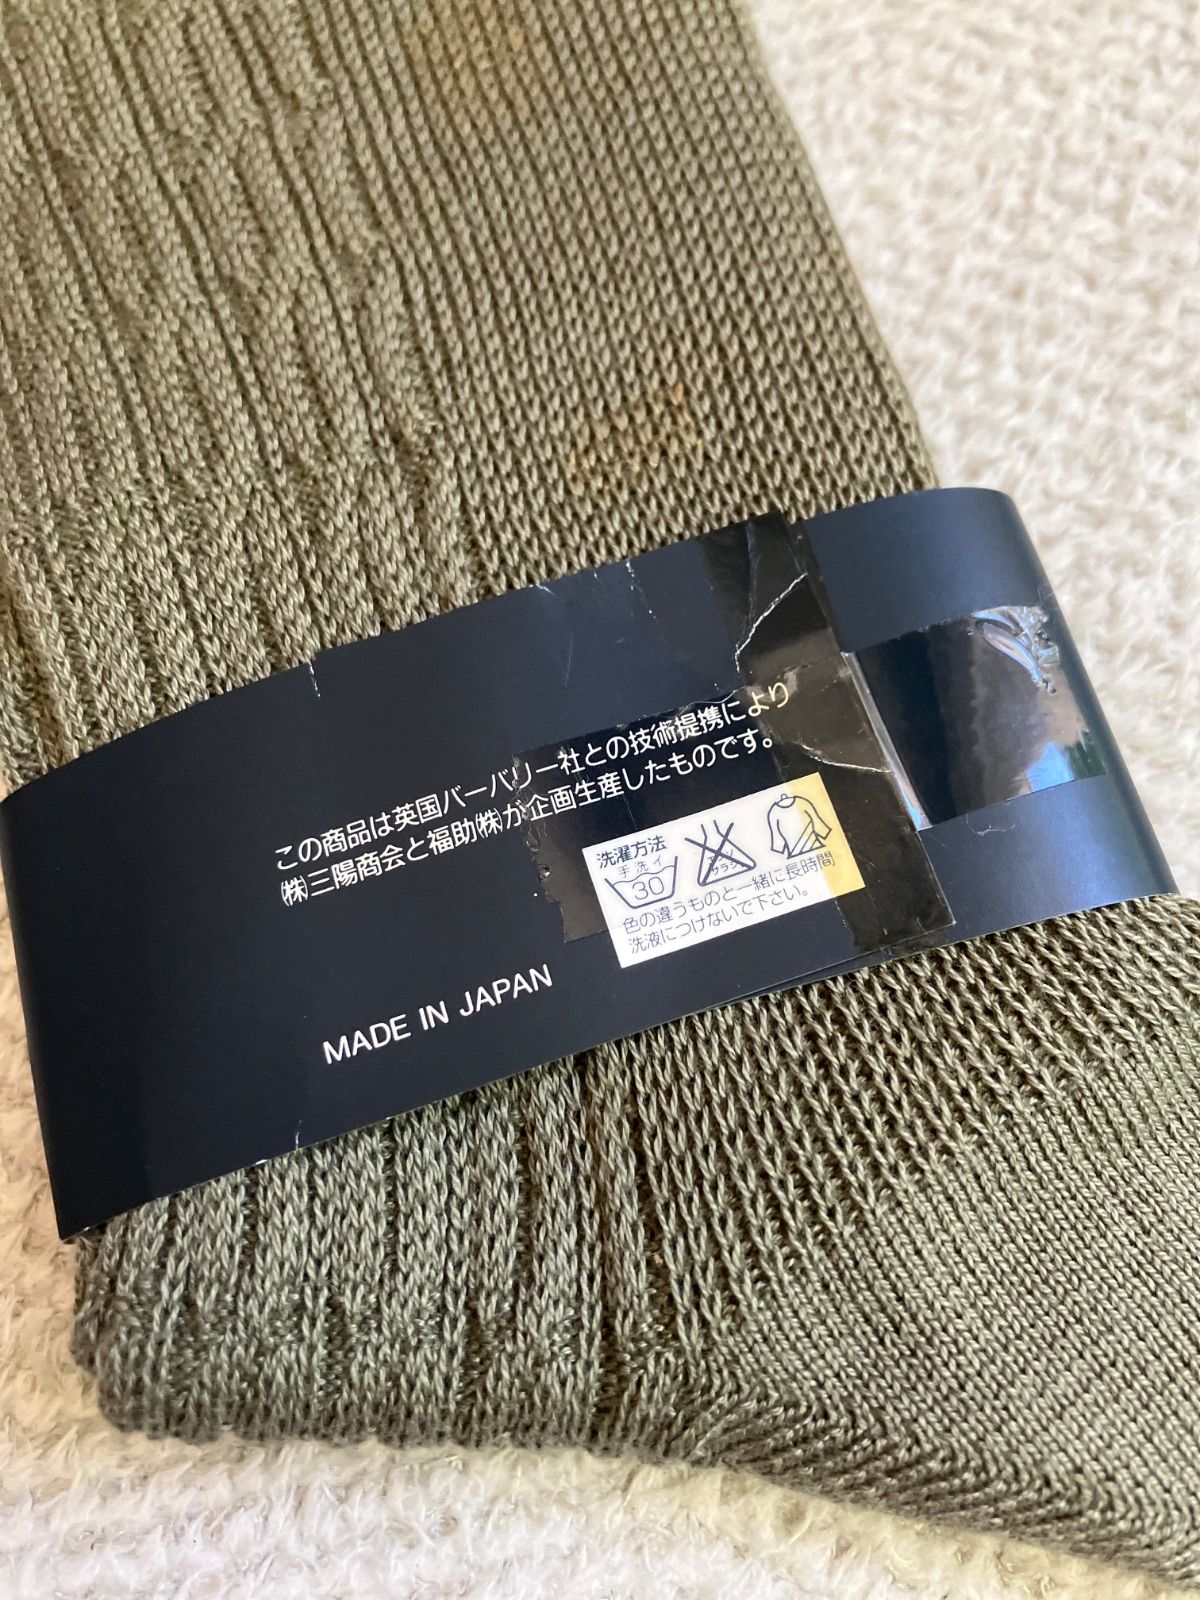 この商品は英国バーバリー社との技術提携により
㈱三陽商会と福助㈱が企画生産したものです。
洗濯方法
手洗イ
30
色の違うものと一緒に長時間
洗液につけないで下さい。
MADE IN JAPAN